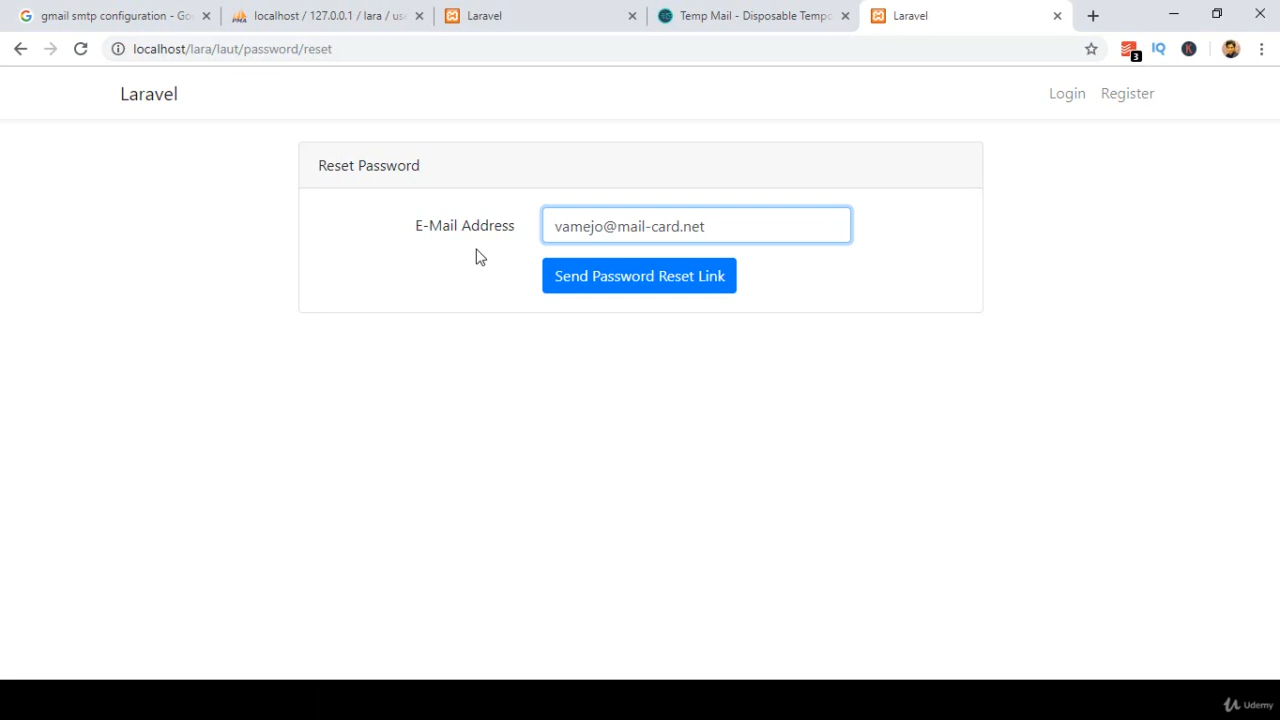 gmail smtp configuration - Go
localhost / 127.0.0.1 / lara / us
Laravel
Temp Mail - Disposable Tempo
Laravel
localhost/lara/laut/password/reset
3
IQ
K
Laravel
Login
Register
Reset Password
E-Mail Address
vamejo@mail-card.net
Send Password Reset Link
Udemy